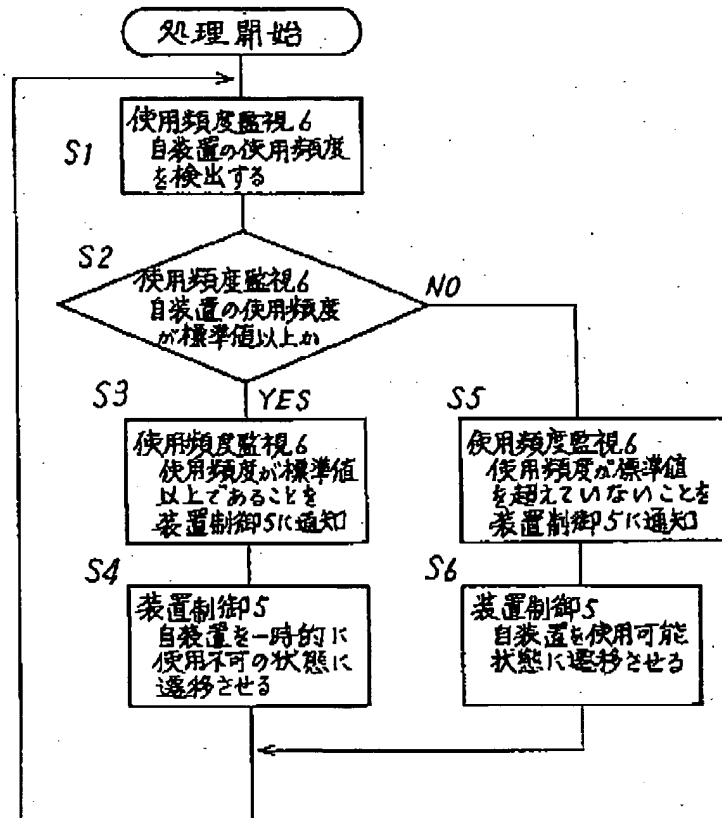 処理開始
S1
使用頻度監視6
自装置の使用頻度
を検出する
S2
使用頻度監視6
自装置の使用頻度
が標準値以上か
NO
YES
S3
使用頻度監視6
使用頻度が標準値
以上であることを
装置制御5に通知
S4
装置制御5
自装置を一時的に
使用不可の状態に
遷移させる
S5
使用頻度監視6
使用頻度が標準値
を超えていないことを
装置制御5に通知
S6
装置制御5
自装置を使用可能
状態に遷移させる